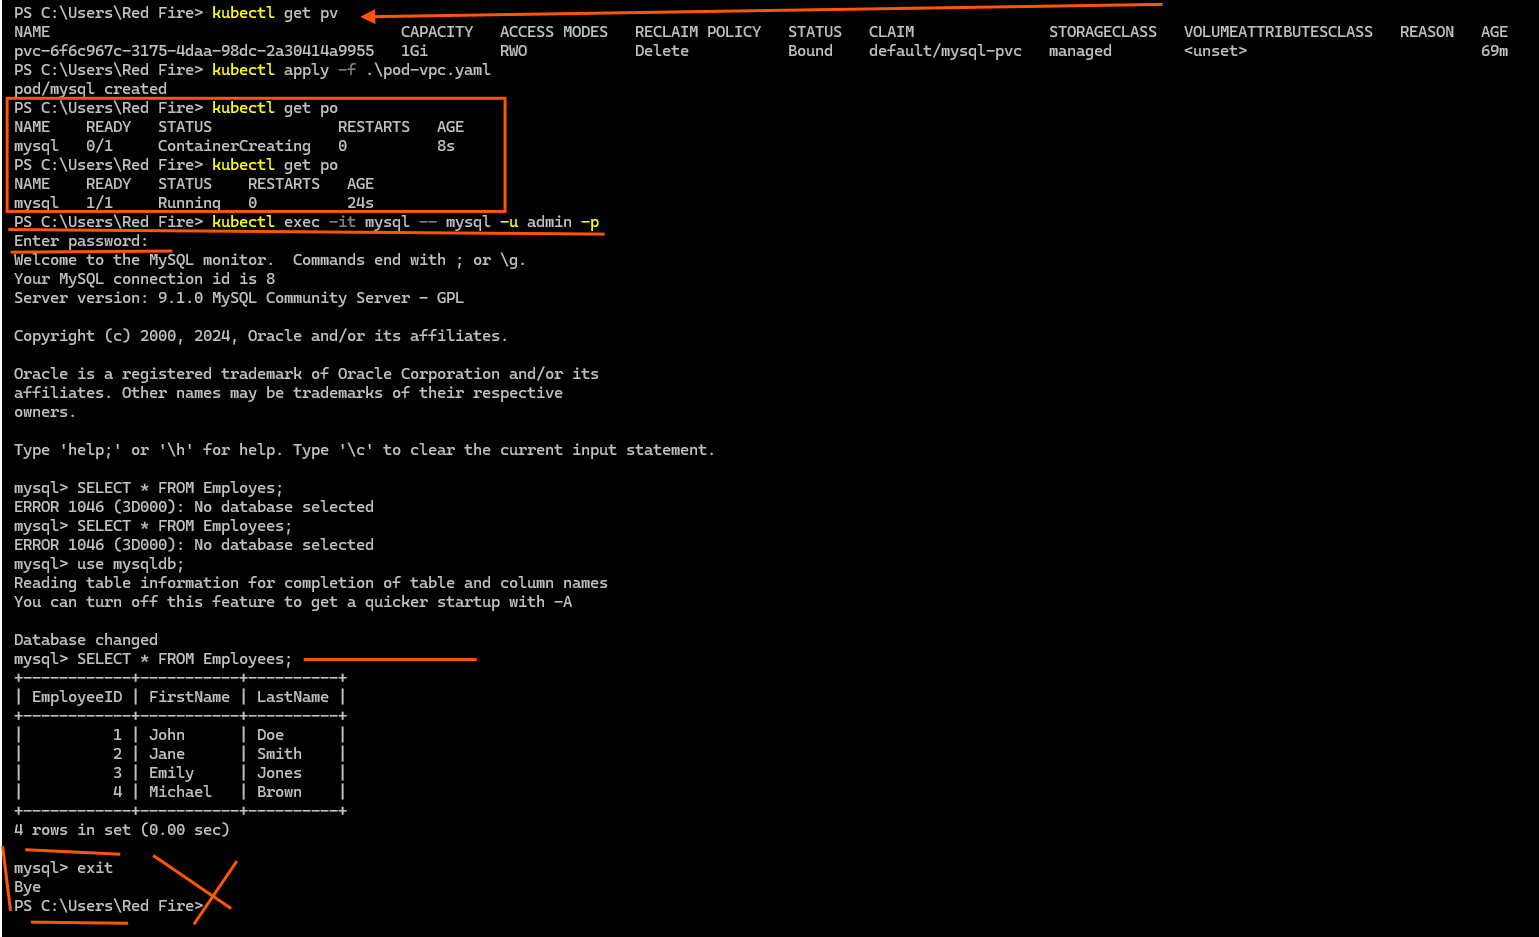 PS C:\Users\Red Fire> kubectl get pv
NAME CAPACITY ACCESS MODES RECLAIM POLICY STATUS CLAIM STORAGECLASS VOLUMEATTRIBUTESCLASS REASON AGE
pvc-6f6c967c-3175-4daa-98dc-2a30414a9955 1Gi RWO Delete Bound default/mysql-pvc managed <unset> 69m
PS C:\Users\Red Fire> kubectl apply -f .\pod-vpc.yaml
pod/mysql created
PS C:\Users\Red Fire> kubectl get po
NAME READY STATUS RESTARTS AGE
mysql 0/1 ContainerCreating 0 8s
PS C:\Users\Red Fire> kubectl get po
NAME READY STATUS RESTARTS AGE
mysql 1/1 Running 0 24s
PS C:\Users\Red Fire> kubectl exec -it mysql -- mysql -u admin -p
Enter password:
Welcome to the MySQL monitor.  Commands end with ; or \g.
Your MySQL connection id is 8
Server version: 9.1.0 MySQL Community Server - GPL
Copyright (c) 2000, 2024, Oracle and/or its affiliates.
Oracle is a registered trademark of Oracle Corporation and/or its
affiliates. Other names may be trademarks of their respective
owners.
Type 'help;' or '\h' for help. Type '\c' to clear the current input statement.
mysql> SELECT * FROM Employes;
ERROR 1046 (3D000): No database selected
mysql> SELECT * FROM Employees;
ERROR 1046 (3D000): No database selected
mysql> use mysqldb;
Reading table information for completion of table and column names
You can turn off this feature to get a quicker startup with -A
Database changed
mysql> SELECT * FROM Employees;
+------------+-----------+----------+
| EmployeeID | FirstName | LastName |
+------------+-----------+----------+
|          1 | John      | Doe      |
|          2 | Jane      | Smith    |
|          3 | Emily     | Jones    |
|          4 | Michael   | Brown    |
+------------+-----------+----------+
4 rows in set (0.00 sec)
mysql> exit
Bye
PS C:\Users\Red Fire>